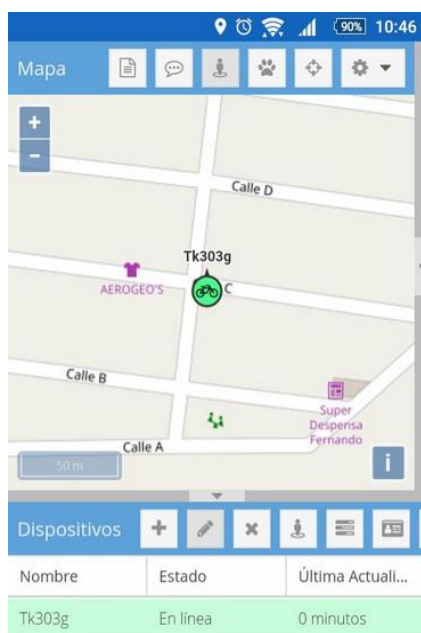 90% 10:46
Mapa
+
−
Calle D
Tk303g
AEROGEO'S
C
Calle B
Super
Despensa
Fernando
Calle A
50 m
i
Dispositivos
Nombre Estado Última Actuali...
Tk303g En línea 0 minutos